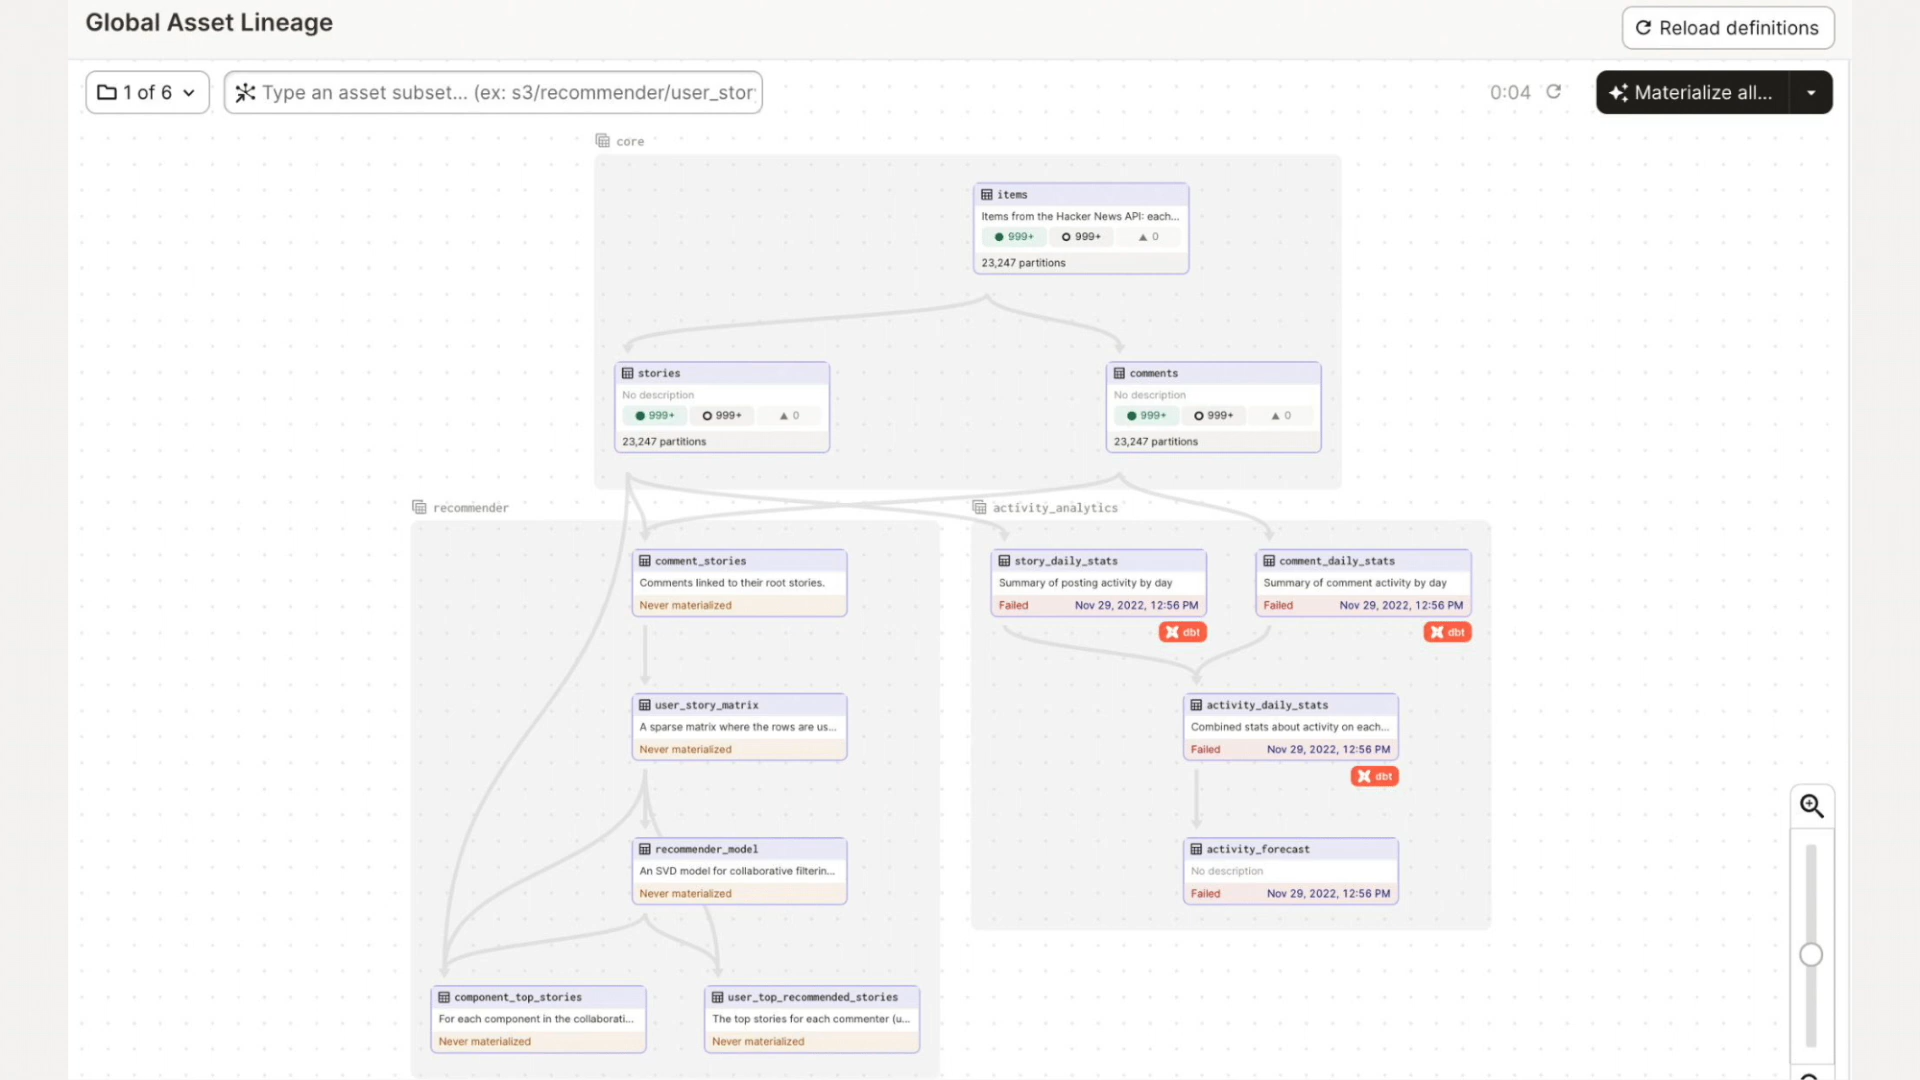 Global Asset Lineage
Reload definitions
1 of 6
Type an asset subset... (ex: s3/recommender/user_stor
0:04
Materialize all...
core
items
Items from the Hacker News API: each...
999+ 999+ 0
23,247 partitions
stories
No description
999+ 999+ 0
23,247 partitions
comments
No description
999+ 999+ 0
23,247 partitions
recommender
comment_stories
Comments linked to their root stories.
Never materialized
user_story_matrix
A sparse matrix where the rows are us...
Never materialized
recommender_model
An SVD model for collaborative filterin...
Never materialized
component_top_stories
For each component in the collaborati...
Never materialized
user_top_recommended_stories
The top stories for each commenter (u...
Never materialized
activity_analytics
story_daily_stats
Summary of posting activity by day
Failed Nov 29, 2022, 12:56 PM
dbt
comment_daily_stats
Summary of comment activity by day
Failed Nov 29, 2022, 12:56 PM
dbt
activity_daily_stats
Combined stats about activity on each...
Failed Nov 29, 2022, 12:56 PM
dbt
activity_forecast
No description
Failed Nov 29, 2022, 12:56 PM